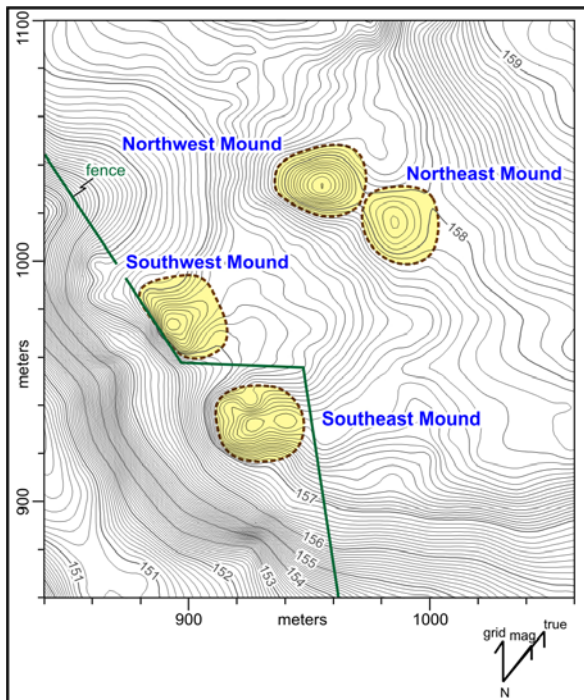 1100
159
Northwest Mound
fence
Northeast Mound
158
1000
Southwest Mound
meters
Southeast Mound
900
157
156
155
154
153
152
151
151
900
meters
1000
grid mag true
N